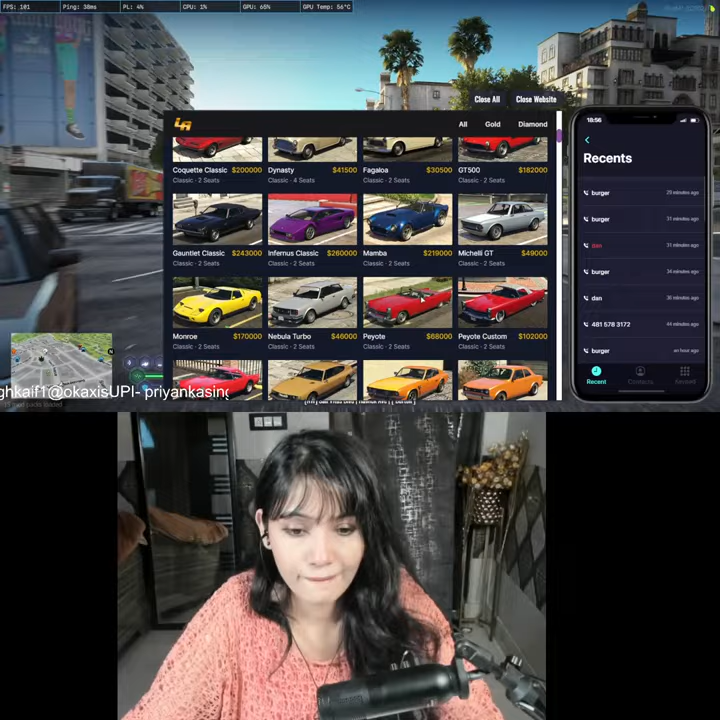 FPS: 101
Ping: 38ms
PL: 4%
CPU: 1%
GPU: 65%
GPU Temp: 56°C
Close All
Close Website
LA
All
Gold
Diamond
Coquette Classic $200000
Classic · 2 Seats
Dynasty $41500
Classic · 4 Seats
Fagaloa $30500
Classic · 2 Seats
GT500 $182000
Classic · 2 Seats
Gauntlet Classic $243000
Classic · 2 Seats
Infernus Classic $260000
Classic · 2 Seats
Mamba $219000
Classic · 2 Seats
Michelli GT $49000
Classic · 2 Seats
Monroe $170000
Classic · 2 Seats
Nebula Turbo $46000
Classic · 2 Seats
Peyote $68000
Classic · 2 Seats
Peyote Custom $102000
Classic · 2 Seats
18:56
Recents
burger 29 minutes ago
burger 31 minutes ago
dan 31 minutes ago
burger 34 minutes ago
dan 36 minutes ago
481 578 3172 44 minutes ago
burger an hour ago
Recent
Contacts
Keypad
ghkaif1@okaxisUPI- priyankasing